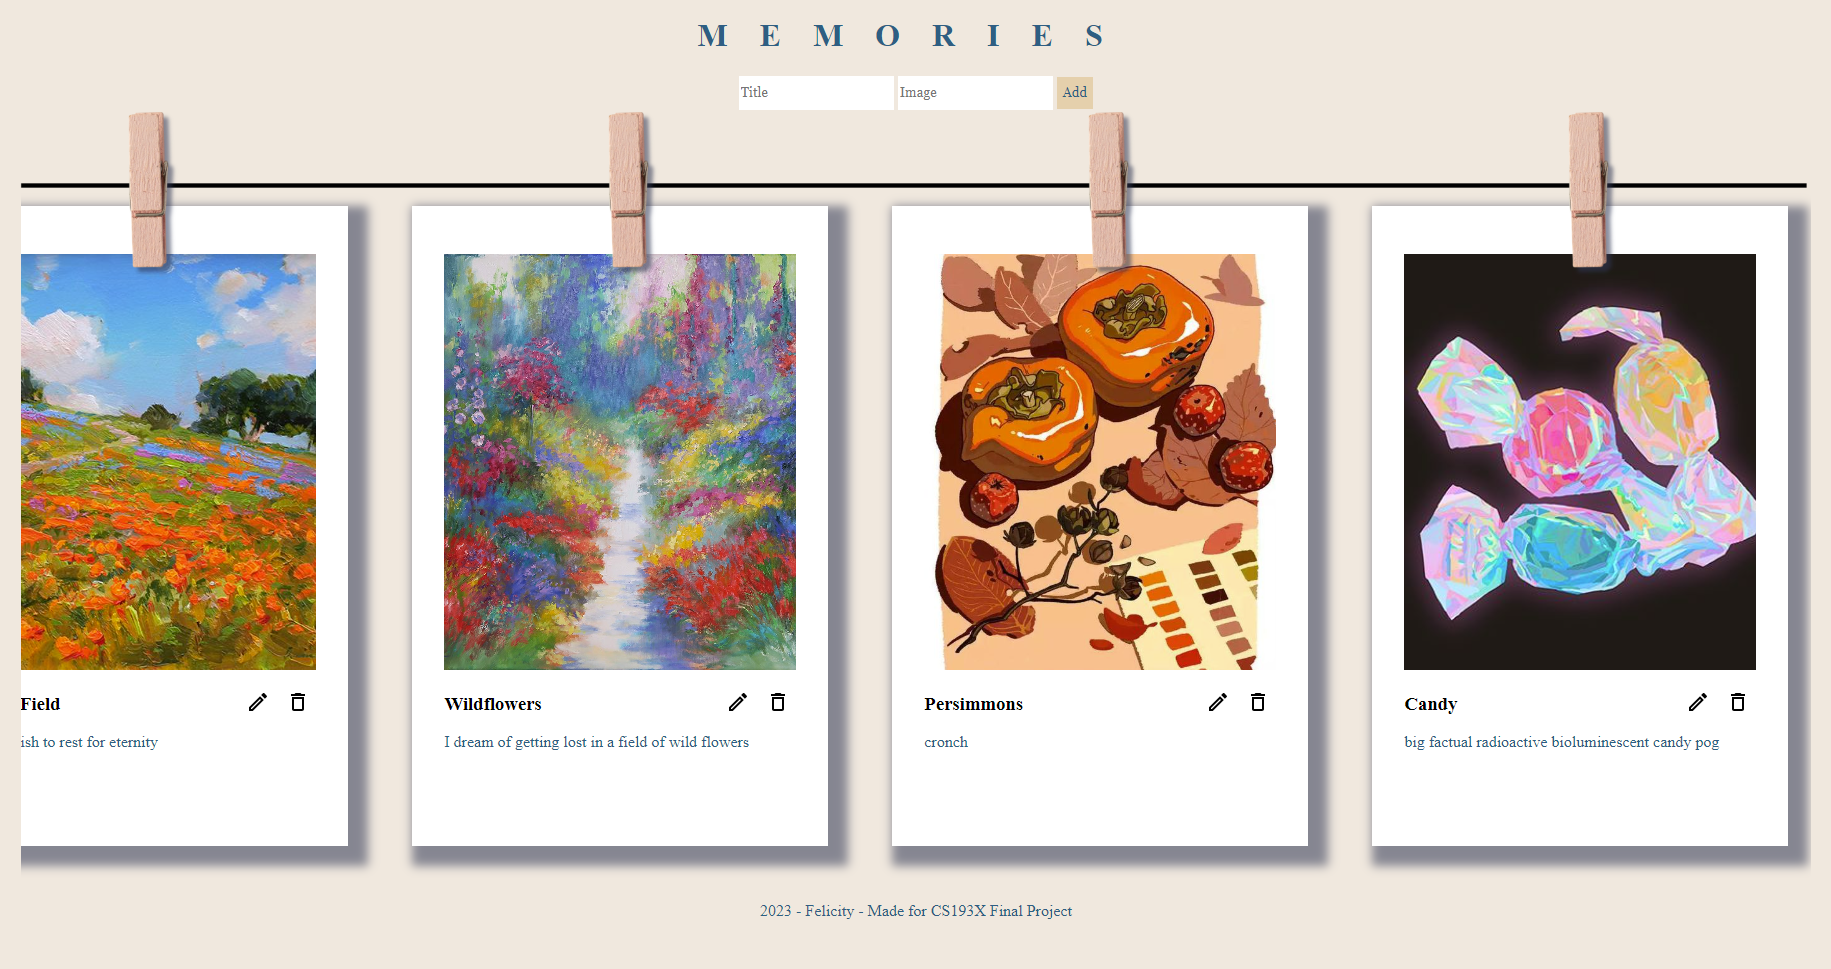 M E M O R I E S
Title
Image
Add
Field
ish to rest for eternity
Wildflowers
I dream of getting lost in a field of wild flowers
Persimmons
cronch
Candy
big factual radioactive bioluminescent candy pog
2023 - Felicity - Made for CS193X Final Project